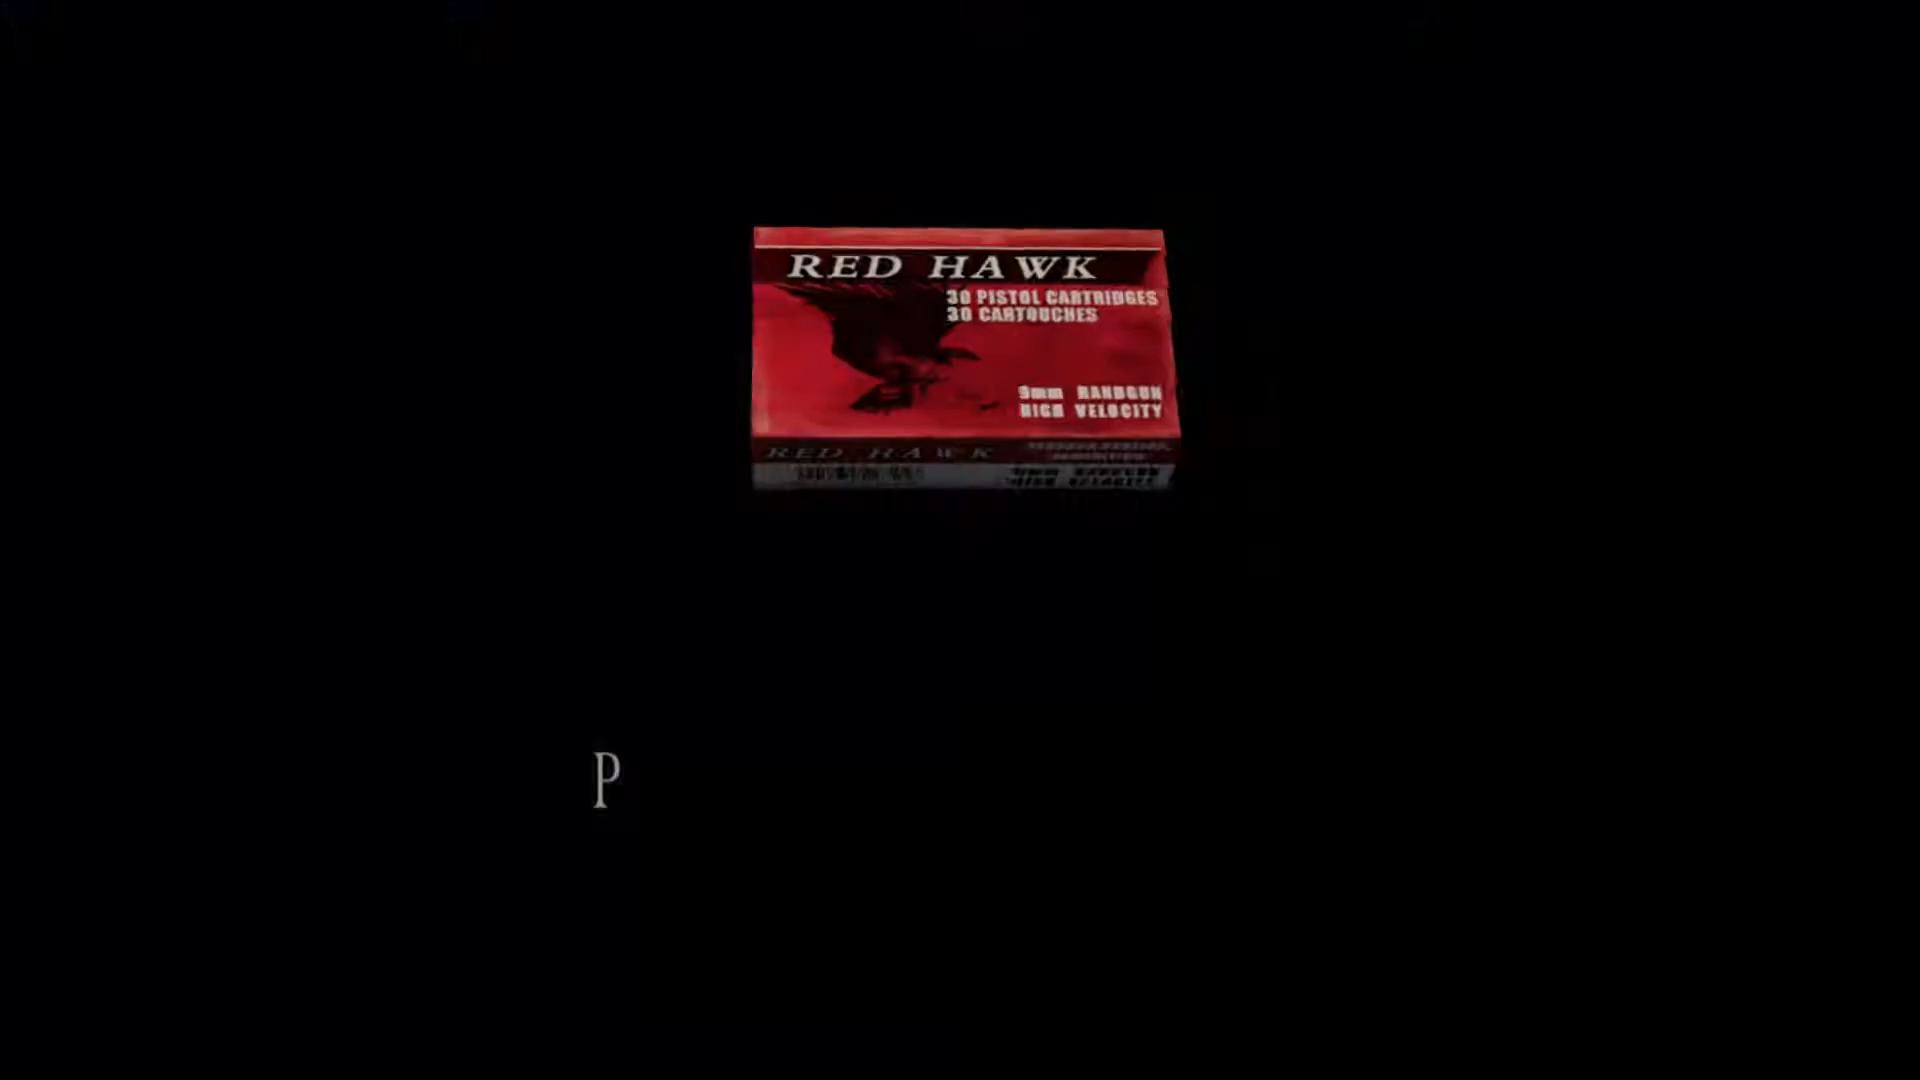 RED HAWK
30 PISTOL CARTRIDGES
30 CARTOUCHES
9mm HANDGUN
HIGH VELOCITY
RED HAWK
P